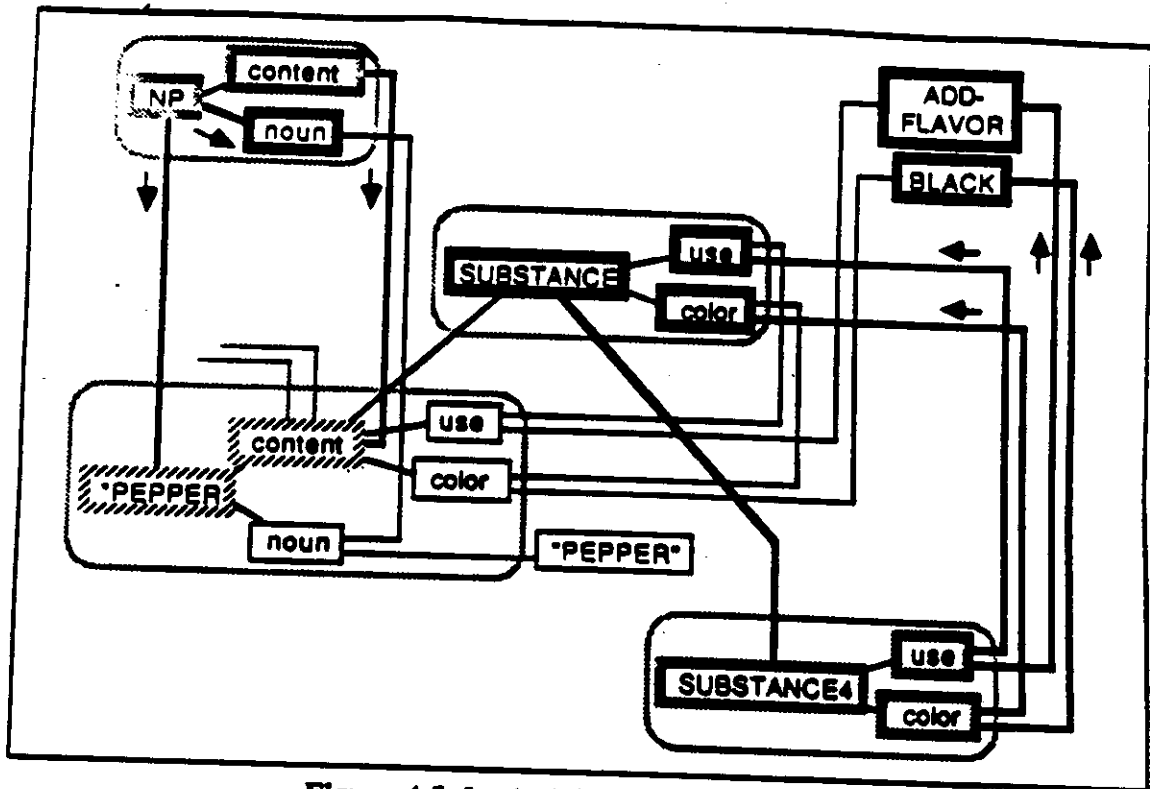 content
NP
noun
ADD-
FLAVOR
BLACK
use
SUBSTANCE
color
use
content
color
*PEPPER
noun
"PEPPER"
use
SUBSTANCE4
color